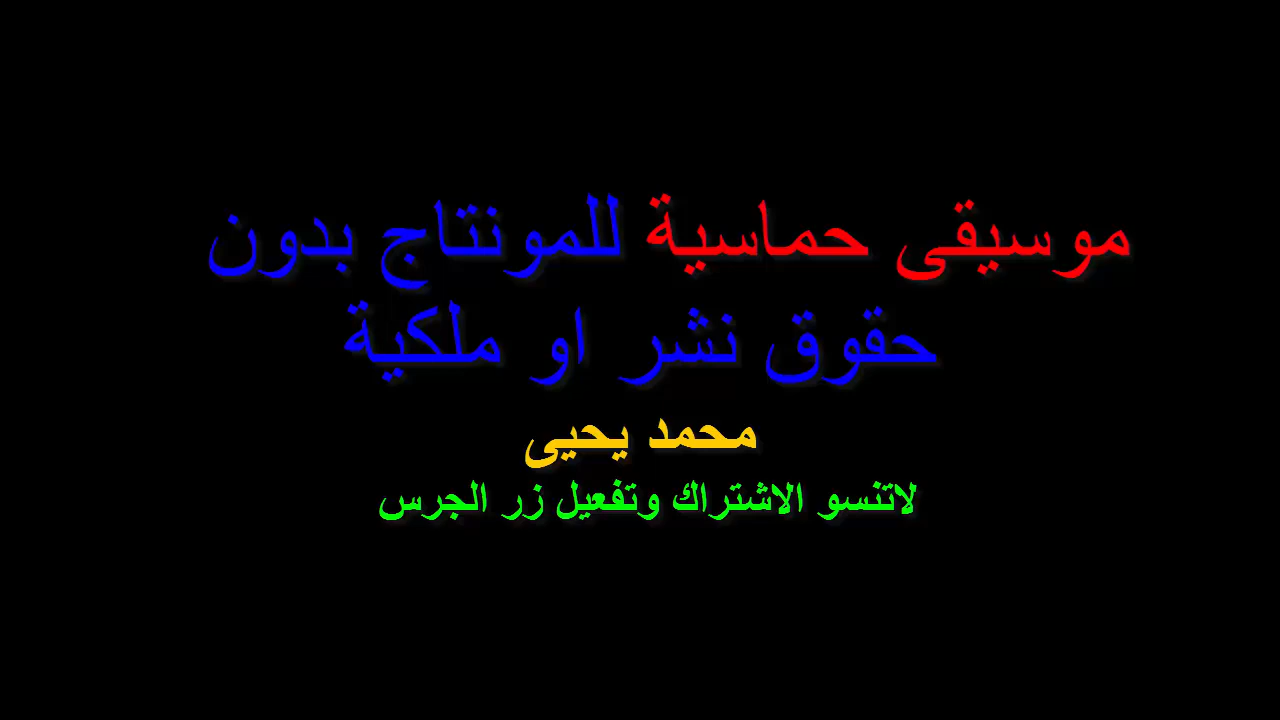 موسيقى حماسية للمونتاج بدون
حقوق نشر او ملكية
محمد يحيى
لاتنسو الاشتراك وتفعيل زر الجرس